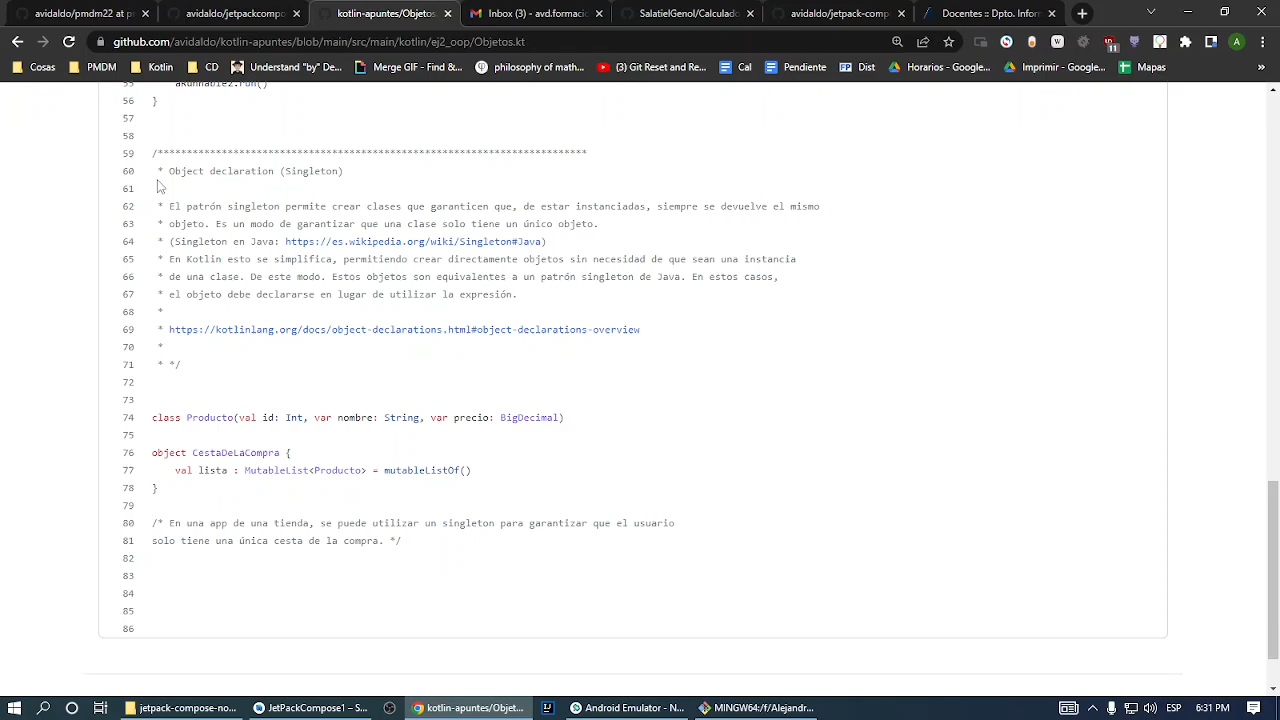 avidaldo/pmdm22 at pr
avidaldo/jetpackcompo
kotlin-apuntes/Objetos.
Inbox (3) - avd.formacio
SalatielGenol/Calculado
avidaldo/jetpack-comp
Docentes :: Dpto. Inforr
github.com/avidaldo/kotlin-apuntes/blob/main/src/main/kotlin/ej2_oop/Objetos.kt
11
A
Cosas
PMDM
Kotlin
CD
Understand "by" De...
Merge GIF - Find &...
philosophy of math...
(3) Git Reset and Re...
Cal
Pendiente
FP Dist
Horarios - Google...
Imprimir - Google...
Mapas
»
55 aRunnable2.run()
56 }
57
58
59 /**************************************************************************
60 * Object declaration (Singleton)
61
62 * El patrón singleton permite crear clases que garanticen que, de estar instanciadas, siempre se devuelve el mismo
63 * objeto. Es un modo de garantizar que una clase solo tiene un único objeto.
64 * (Singleton en Java: https://es.wikipedia.org/wiki/Singleton#Java)
65 * En Kotlin esto se simplifica, permitiendo crear directamente objetos sin necesidad de que sean una instancia
66 * de una clase. De este modo. Estos objetos son equivalentes a un patrón singleton de Java. En estos casos,
67 * el objeto debe declararse en lugar de utilizar la expresión.
68 *
69 * https://kotlinlang.org/docs/object-declarations.html#object-declarations-overview
70 *
71 * */
72
73
74 class Producto(val id: Int, var nombre: String, var precio: BigDecimal)
75
76 object CestaDeLaCompra {
77 val lista : MutableList<Producto> = mutableListOf()
78 }
79
80 /* En una app de una tienda, se puede utilizar un singleton para garantizar que el usuario
81 solo tiene una única cesta de la compra. */
82
83
84
85
86
jetpack-compose-no...
JetPackCompose 1 - S...
kotlin-apuntes/Objet...
Android Emulator - N...
MINGW64:/f/Alejandr...
ESP
6:31 PM